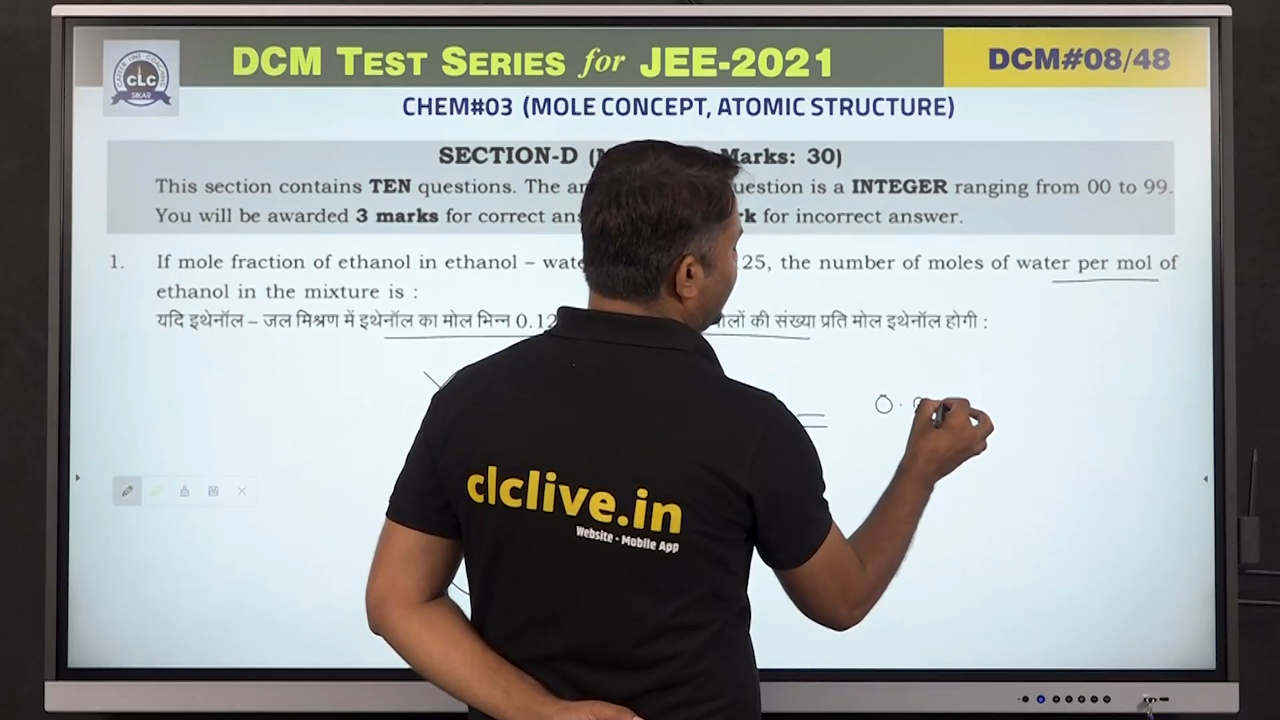 DCM TEST SERIES for JEE-2021
DCM#08/48
CLC
SIKAR
CHEM#03 (MOLE CONCEPT, ATOMIC STRUCTURE)
SECTION-D Marks: 30)
This section contains TEN questions. The is a INTEGER ranging from 00 to 99.
You will be awarded 3 marks for correct for incorrect answer.
1. If mole fraction of ethanol in ethanol – 25, the number of moles of water per mol of
ethanol in the mixture is :
यदि इथेनॉल – जल मिश्रण में इथेनॉल का मोल भिन्न 0.12 की संख्या प्रति मोल इथेनॉल होगी :
clclive.in
Website • Mobile App